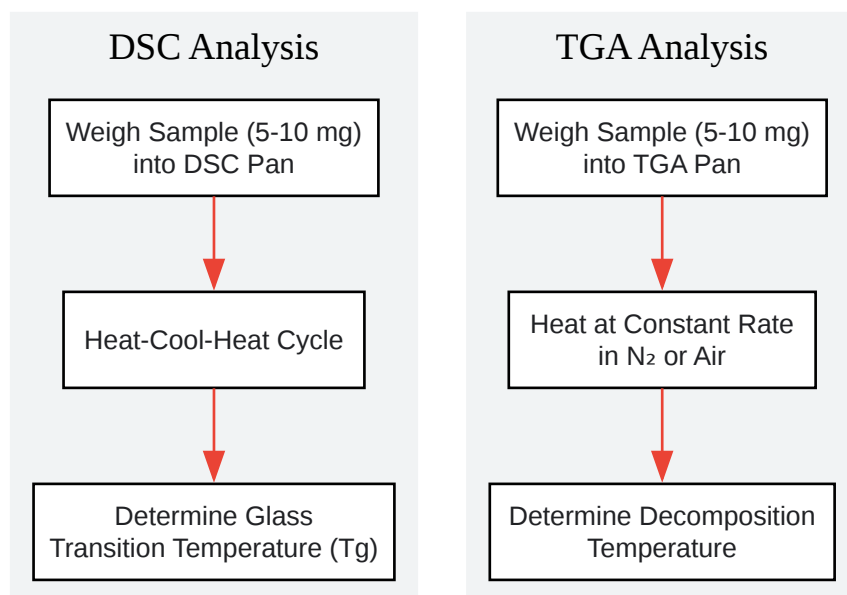 DSC Analysis
Weigh Sample (5-10 mg)
into DSC Pan
Heat-Cool-Heat Cycle
Determine Glass
Transition Temperature (Tg)
TGA Analysis
Weigh Sample (5-10 mg)
into TGA Pan
Heat at Constant Rate
in N₂ or Air
Determine Decomposition
Temperature